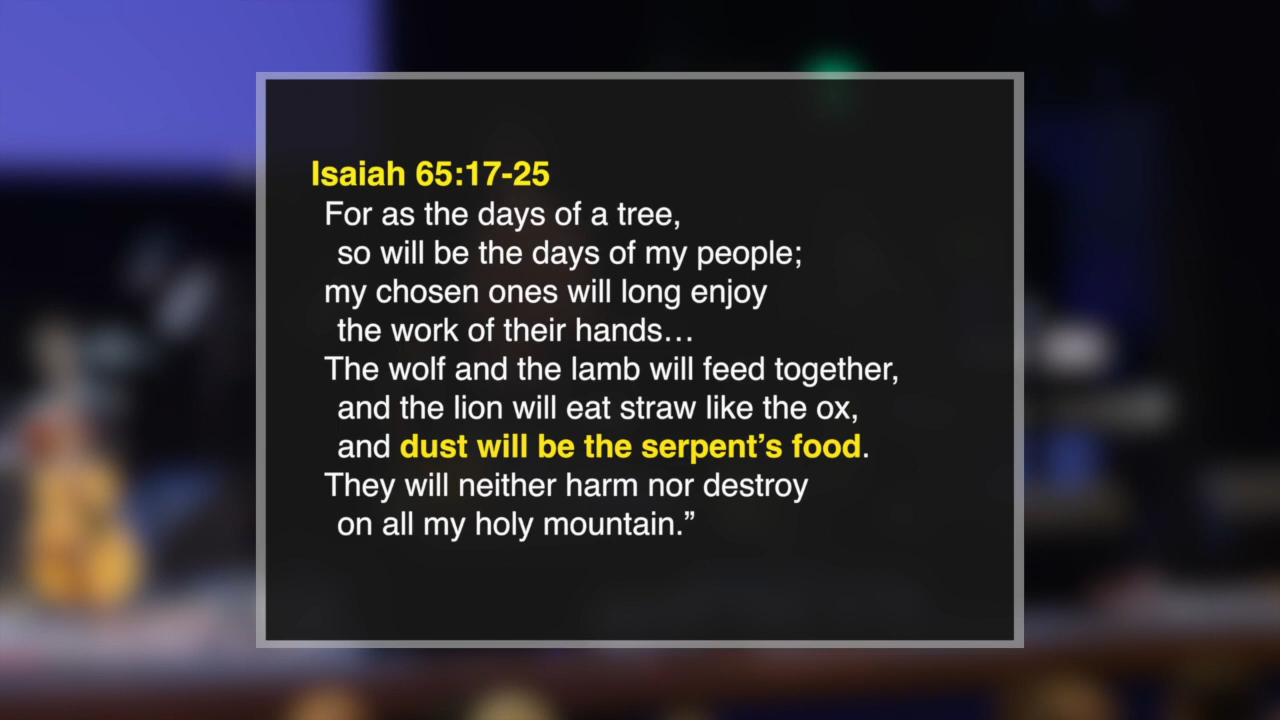 Isaiah 65:17-25
For as the days of a tree,
so will be the days of my people;
my chosen ones will long enjoy
the work of their hands…
The wolf and the lamb will feed together,
and the lion will eat straw like the ox,
and dust will be the serpent’s food.
They will neither harm nor destroy
on all my holy mountain.”